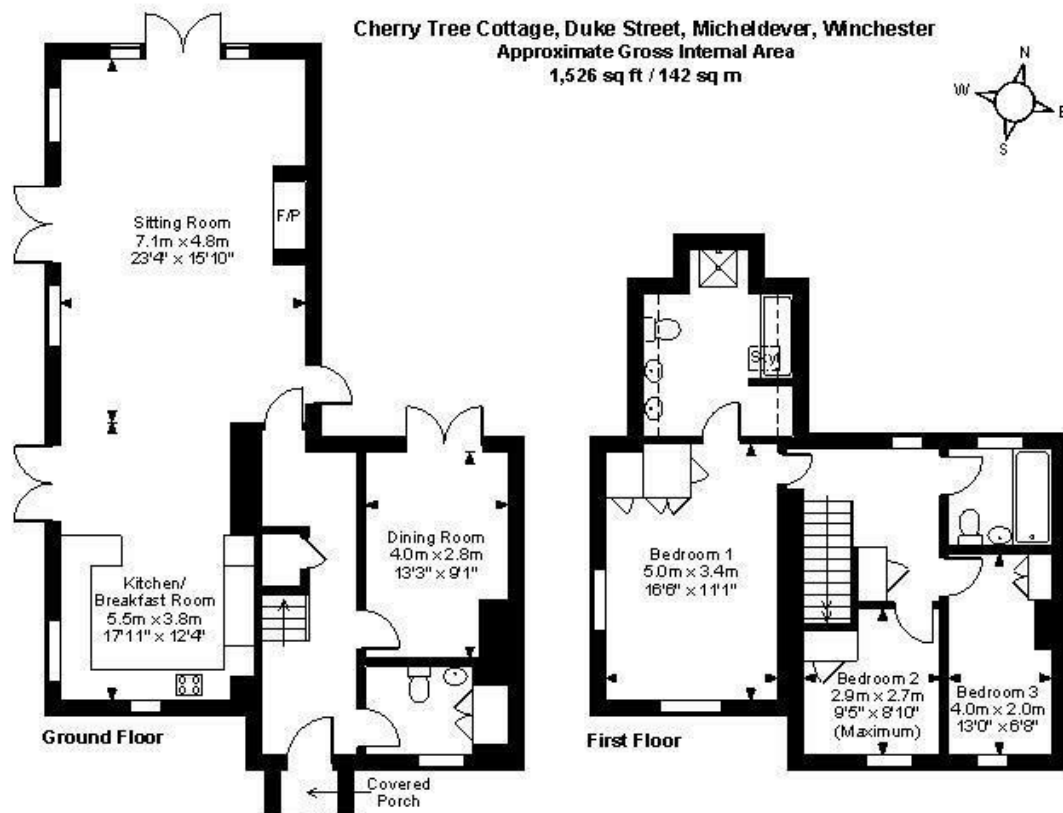 Cherry Tree Cottage, Duke Street, Micheldever, Winchester
Approximate Gross Internal Area
1,526 sq ft / 142 sq m
N
W
E
S
F/P
Sitting Room
7.1m x 4.8m
23'4" x 15'10"
Sky
Dining Room
4.0m x 2.8m
13'3" x 9'1"
Kitchen/
Breakfast Room
5.5m x 3.8m
17'11" x 12'4"
Bedroom 1
5.0m x 3.4m
16'6" x 11'1"
Bedroom 2
2.9m x 2.7m
9'5" x 8'10"
(Maximum)
Bedroom 3
4.0m x 2.0m
13'0" x 6'8"
Ground Floor
First Floor
Covered
Porch